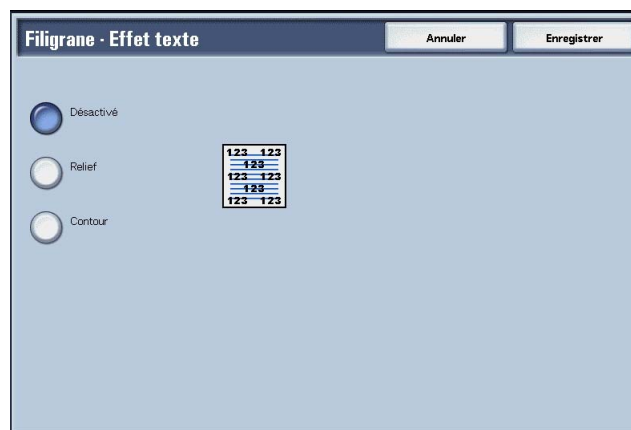 Filigrane - Effet texte
Annuler
Enregistrer
Désactivé
Relief
Contour
123 123
123
123 123
123
123 123